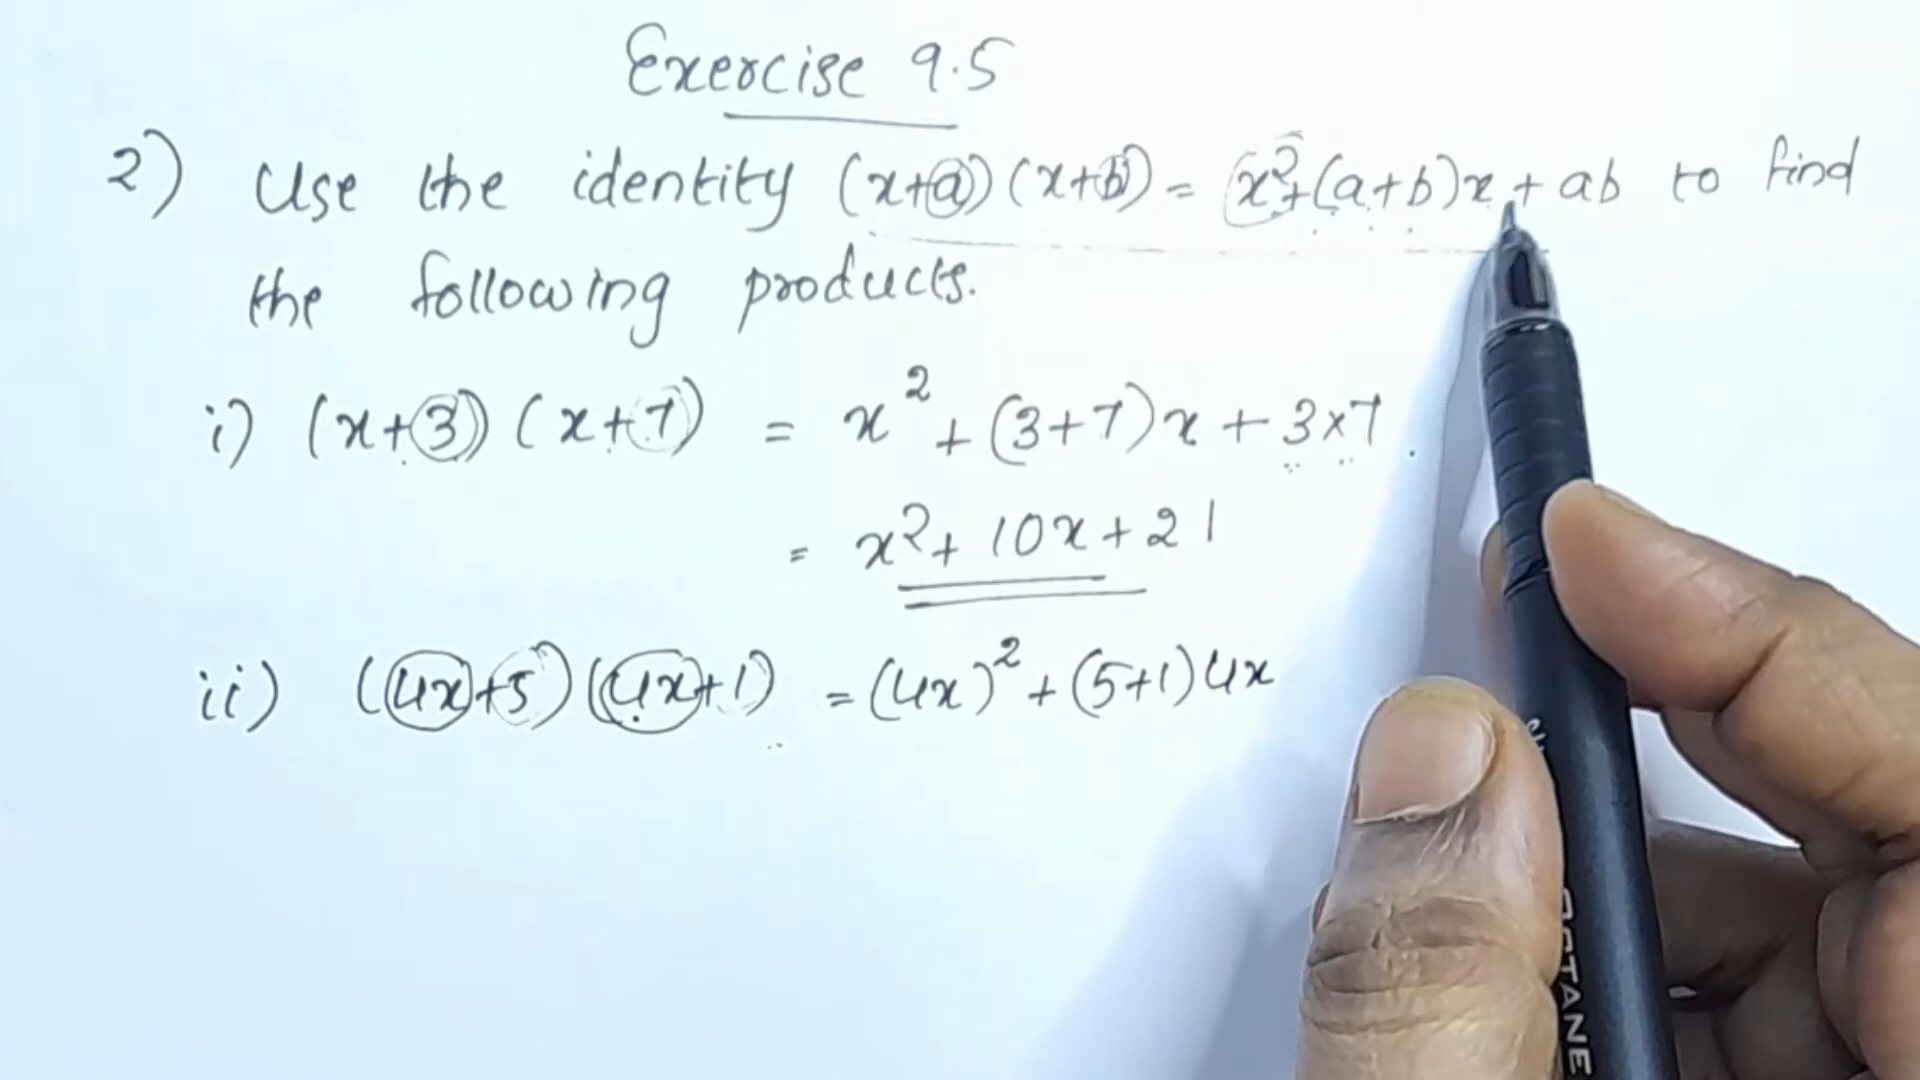 Exercise 9.5
2) Use the identity (x+a)(x+b) = x²+(a+b)x+ab to find
the following products.
i) (x+3)(x+7) = x²+(3+7)x+3×7
= x²+10x+21
ii) (4x+5)(4x+1) = (4x)²+(5+1)4x
OCTANE